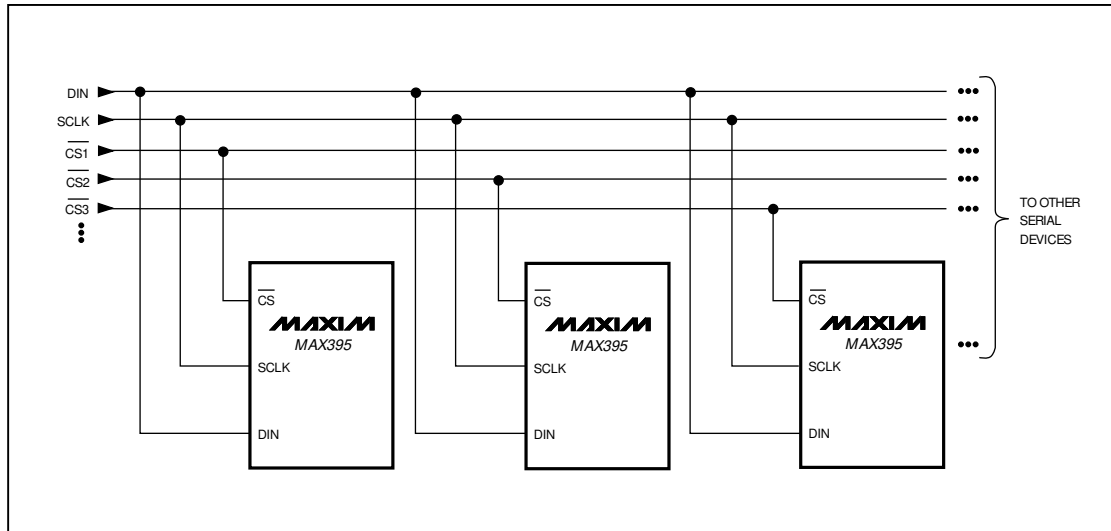 DIN
SCLK
CS1
CS2
CS3
TO OTHER
SERIAL
DEVICES
CS
MAXIM
MAX395
SCLK
DIN
CS
MAXIM
MAX395
SCLK
DIN
CS
MAXIM
MAX395
SCLK
DIN